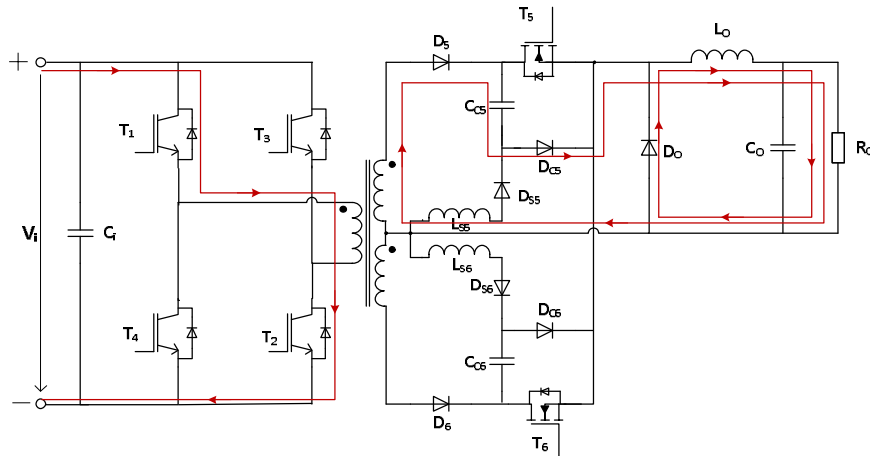 T5
LO
D5
+
CC5
T1
T3
DC5
DO
CO
RO
DS5
Vi
Ci
LS5
LS6
DS6
DC6
T4
T2
CC6
−
D6
T6